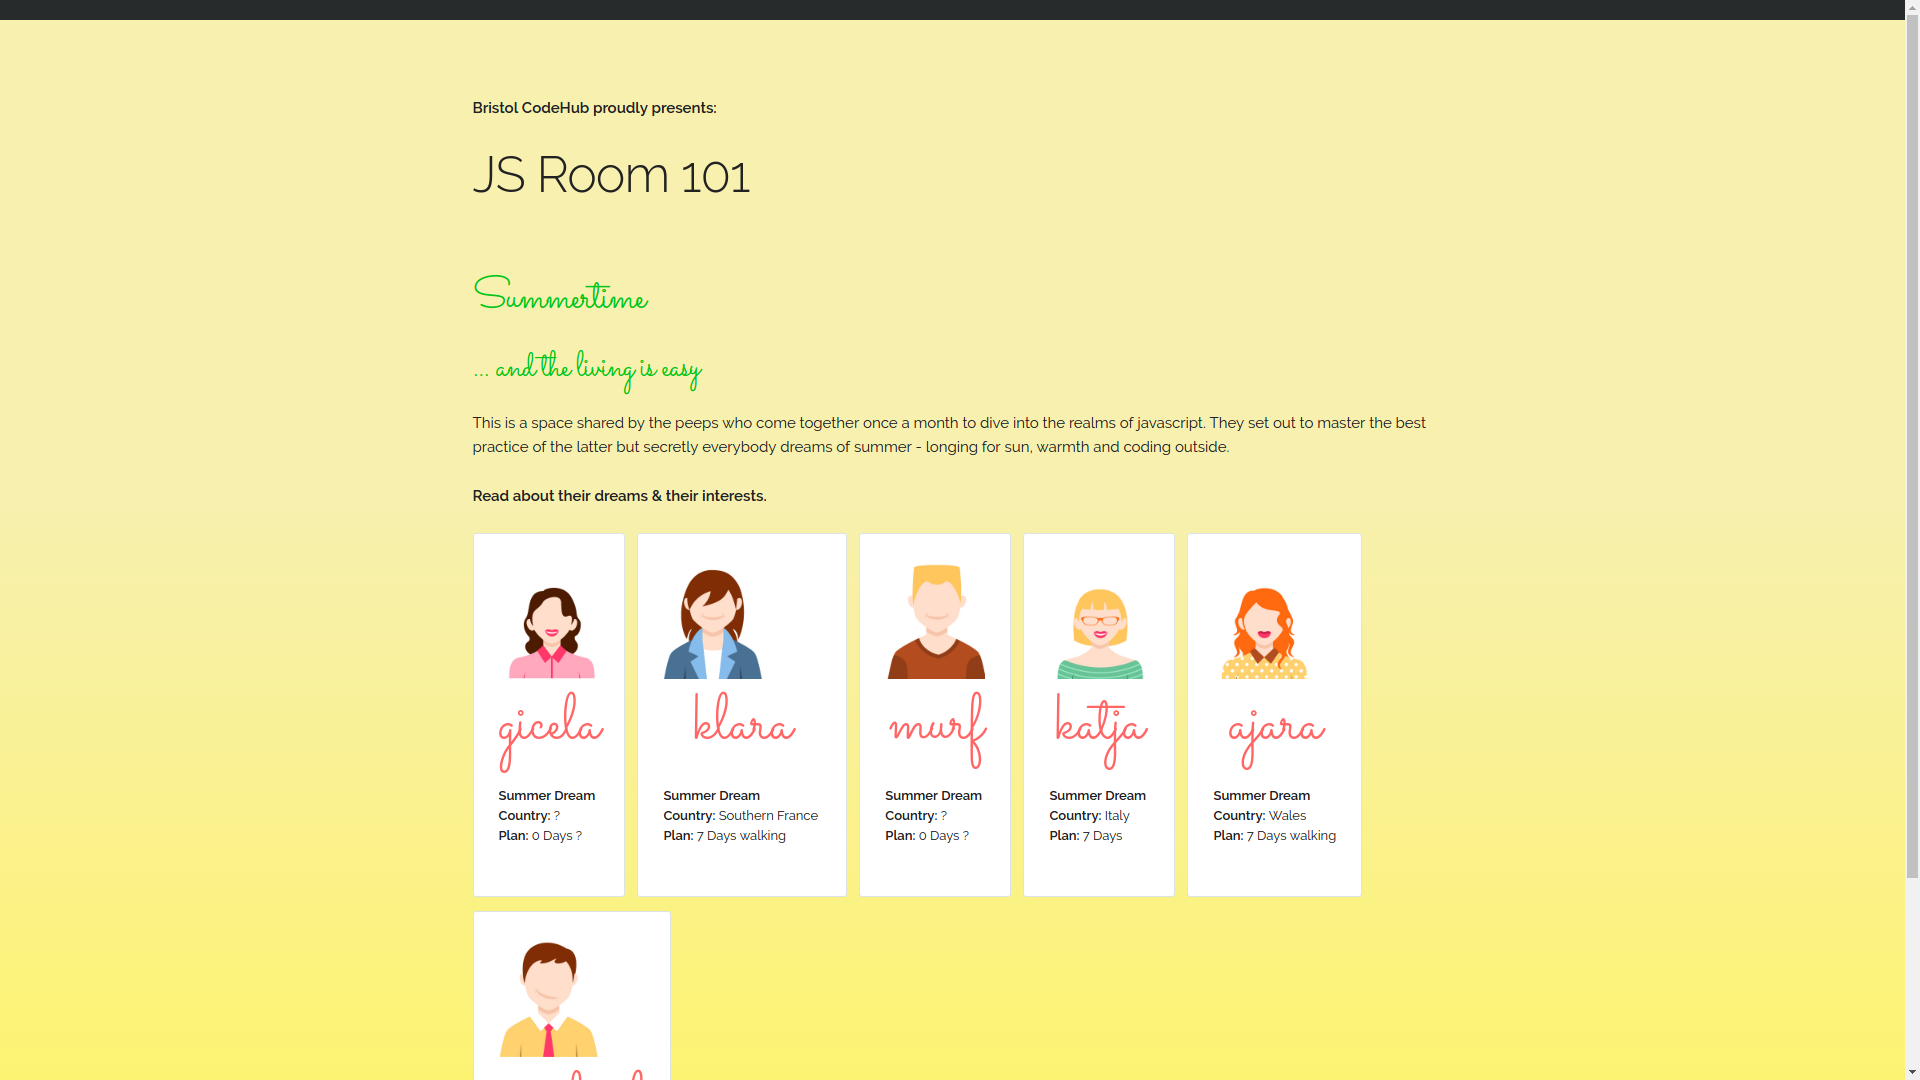 Bristol CodeHub proudly presents:
JS Room 101
Summertime
... and the living is easy
This is a space shared by the peeps who come together once a month to dive into the realms of javascript. They set out to master the best
practice of the latter but secretly everybody dreams of summer - longing for sun, warmth and coding outside.
Read about their dreams & their interests.
gicela
Summer Dream
Country: ?
Plan: 0 Days ?
klara
Summer Dream
Country: Southern France
Plan: 7 Days walking
murf
Summer Dream
Country: ?
Plan: 0 Days ?
katja
Summer Dream
Country: Italy
Plan: 7 Days
ajara
Summer Dream
Country: Wales
Plan: 7 Days walking